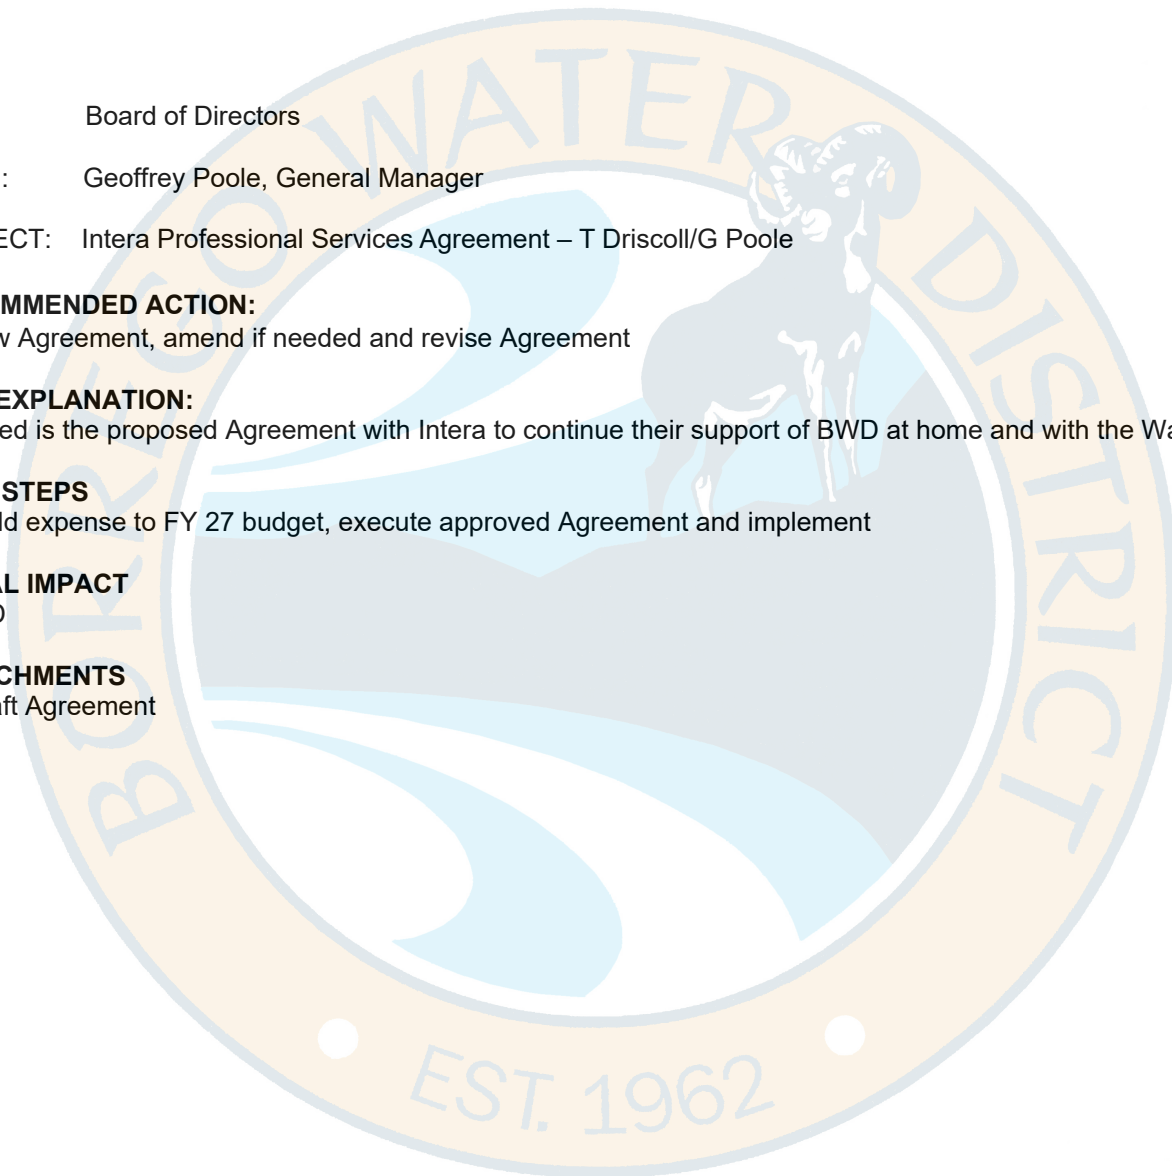 Board of Directors
: Geoffrey Poole, General Manager
ECT: Intera Professional Services Agreement – T Driscoll/G Poole
MMENDED ACTION:
w Agreement, amend if needed and revise Agreement
EXPLANATION:
ed is the proposed Agreement with Intera to continue their support of BWD at home and with the Wa
STEPS
ld expense to FY 27 budget, execute approved Agreement and implement
AL IMPACT
D
CHMENTS
aft Agreement
BORREGO WATER DISTRICT
EST. 1962